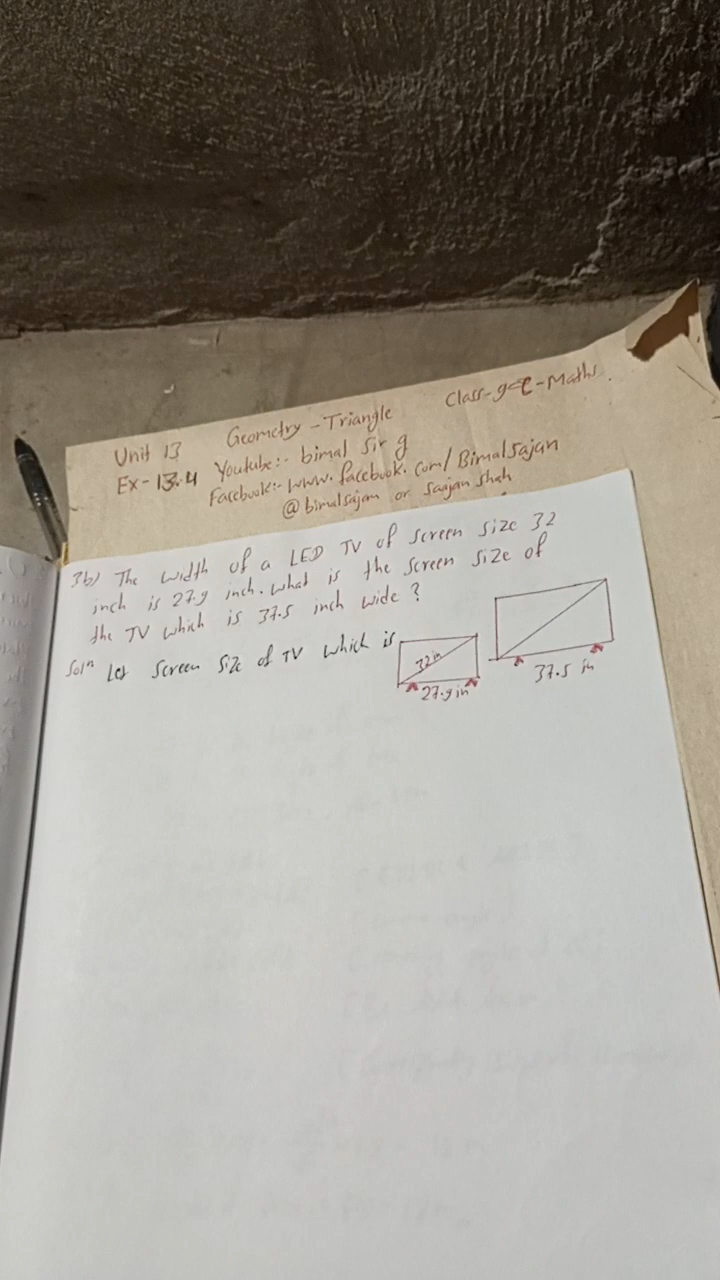 Unit 13 Geometry - Triangle Class-9 - Maths.
Ex - 13.4 Youtube:- bimal Sir g
Facebook:- www.facebook.com/Bimalsajan
@bimalsajan or Saajan Shah
3b) The width of a LED TV of screen size 32
inch is 27.9 inch. what is the screen size of
the TV which is 37.5 inch wide ?
Solⁿ Let screen size of TV which is
32 in
27.9 in
37.5 in